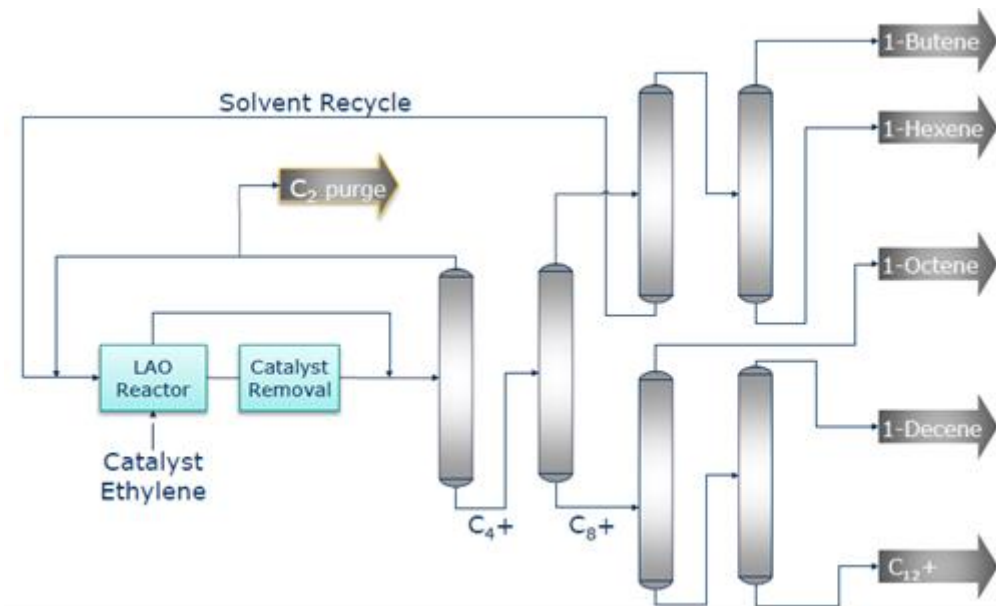 1-Butene
Solvent Recycle
1-Hexene
C₂ purge
1-Octene
LAO
Reactor
Catalyst
Removal
1-Decene
Catalyst
Ethylene
C₄+
C₈+
C₁₂+